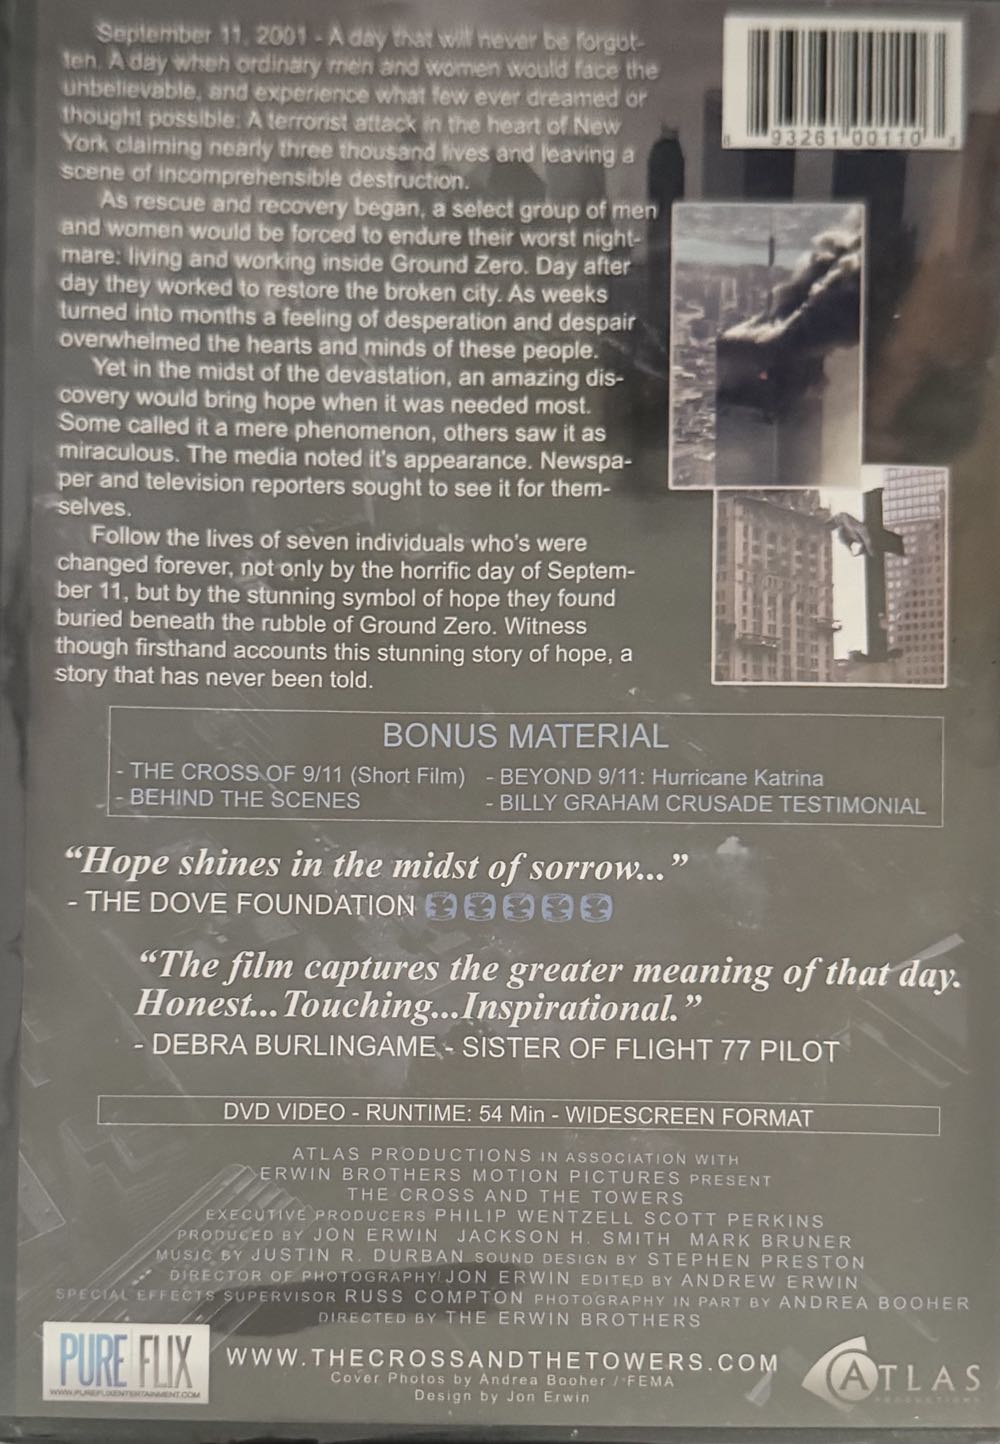 September 11, 2001 - A day that will never be forgot-
ten. A day when ordinary men and women would face the
unbelievable, and experience what few ever dreamed or
thought possible. A terrorist attack in the heart of New
York claiming nearly three thousand lives and leaving a
scene of incomprehensible destruction.
As rescue and recovery began, a select group of men
and women would be forced to endure their worst night-
mare: living and working inside Ground Zero. Day after
day they worked to restore the broken city. As weeks
turned into months a feeling of desperation and despair
overwhelmed the hearts and minds of these people.
Yet in the midst of the devastation, an amazing dis-
covery would bring hope when it was needed most.
Some called it a mere phenomenon, others saw it as
miraculous. The media noted it's appearance. Newspa-
per and television reporters sought to see it for them-
selves.
Follow the lives of seven individuals who's were
changed forever, not only by the horrific day of Septem-
ber 11, but by the stunning symbol of hope they found
buried beneath the rubble of Ground Zero. Witness
though firsthand accounts this stunning story of hope, a
story that has never been told.
93261 00110
BONUS MATERIAL
- THE CROSS OF 9/11 (Short Film) - BEYOND 9/11: Hurricane Katrina
- BEHIND THE SCENES - BILLY GRAHAM CRUSADE TESTIMONIAL
“Hope shines in the midst of sorrow...”
- THE DOVE FOUNDATION
“The film captures the greater meaning of that day.
Honest... Touching...Inspirational.”
- DEBRA BURLINGAME - SISTER OF FLIGHT 77 PILOT
DVD VIDEO - RUNTIME: 54 Min - WIDESCREEN FORMAT
ATLAS PRODUCTIONS IN ASSOCIATION WITH
ERWIN BROTHERS MOTION PICTURES PRESENT
THE CROSS AND THE TOWERS
EXECUTIVE PRODUCERS PHILIP WENTZELL SCOTT PERKINS
PRODUCED BY JON ERWIN JACKSON H. SMITH MARK BRUNER
MUSIC BY JUSTIN R. DURBAN SOUND DESIGN BY STEPHEN PRESTON
DIRECTOR OF PHOTOGRAPHY JON ERWIN EDITED BY ANDREW ERWIN
SPECIAL EFFECTS SUPERVISOR RUSS COMPTON PHOTOGRAPHY IN PART BY ANDREA BOOHER
DIRECTED BY THE ERWIN BROTHERS
PURE FLIX
WWW.PUREFLIXENTERTAINMENT.COM
WWW.THECROSSANDTHETOWERS.COM
Cover Photos by Andrea Booher / FEMA
Design by Jon Erwin
ATLAS
PRODUCTIONS